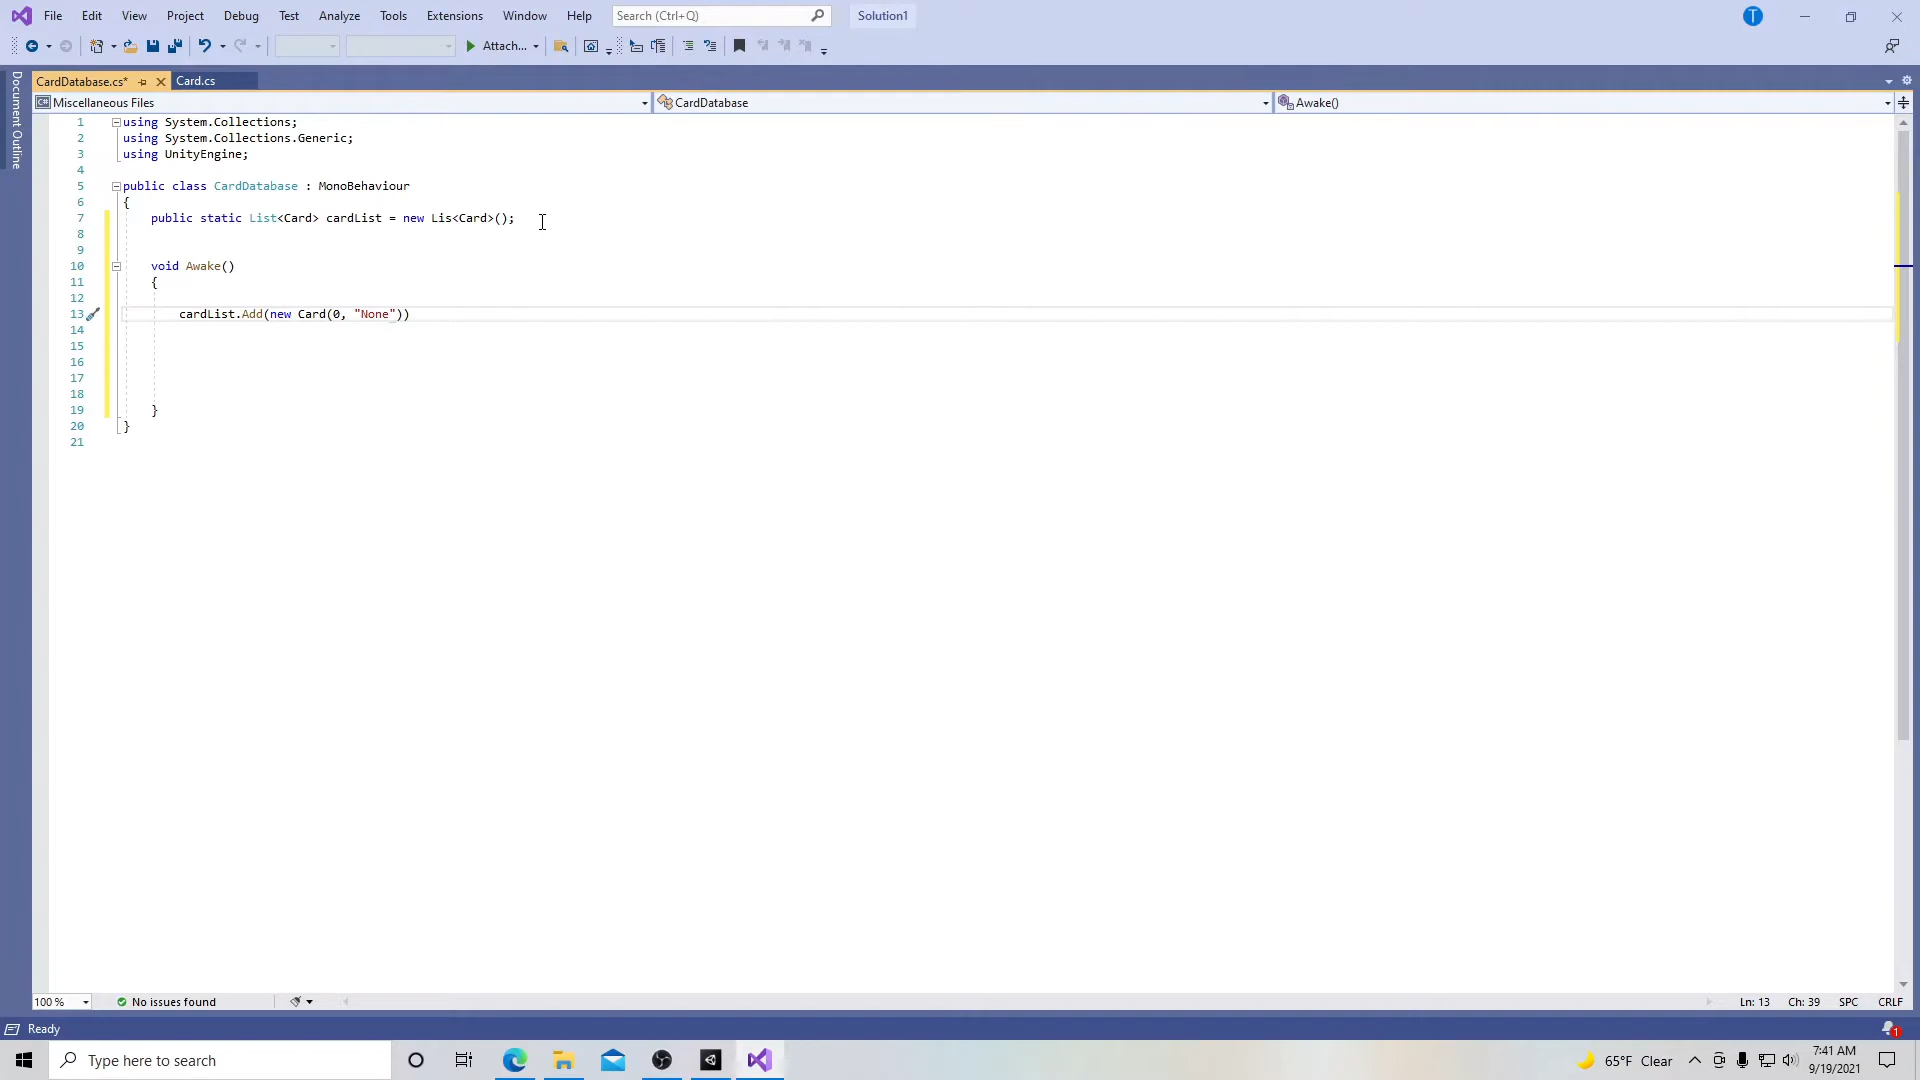 File Edit View Project Debug Test Analyze Tools Extensions Window Help Search (Ctrl+Q) Solution1 T
Attach...
CardDatabase.cs* Card.cs
Document Outline
C# Miscellaneous Files CardDatabase Awake()
1 using System.Collections;
2 using System.Collections.Generic;
3 using UnityEngine;
4
5 public class CardDatabase : MonoBehaviour
6 {
7 public static List<Card> cardList = new Lis<Card>();
8
9
10 void Awake()
11 {
12
13 cardList.Add(new Card(0, "None"))
14
15
16
17
18
19 }
20 }
21
100 % No issues found Ln: 13 Ch: 39 SPC CRLF
Ready 1
Type here to search 65°F Clear 7:41 AM
9/19/2021